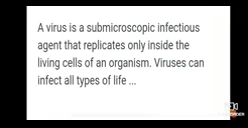 A virus is a submicroscopic infectious
agent that replicates only inside the
living cells of an organism. Viruses can
infect all types of life ...